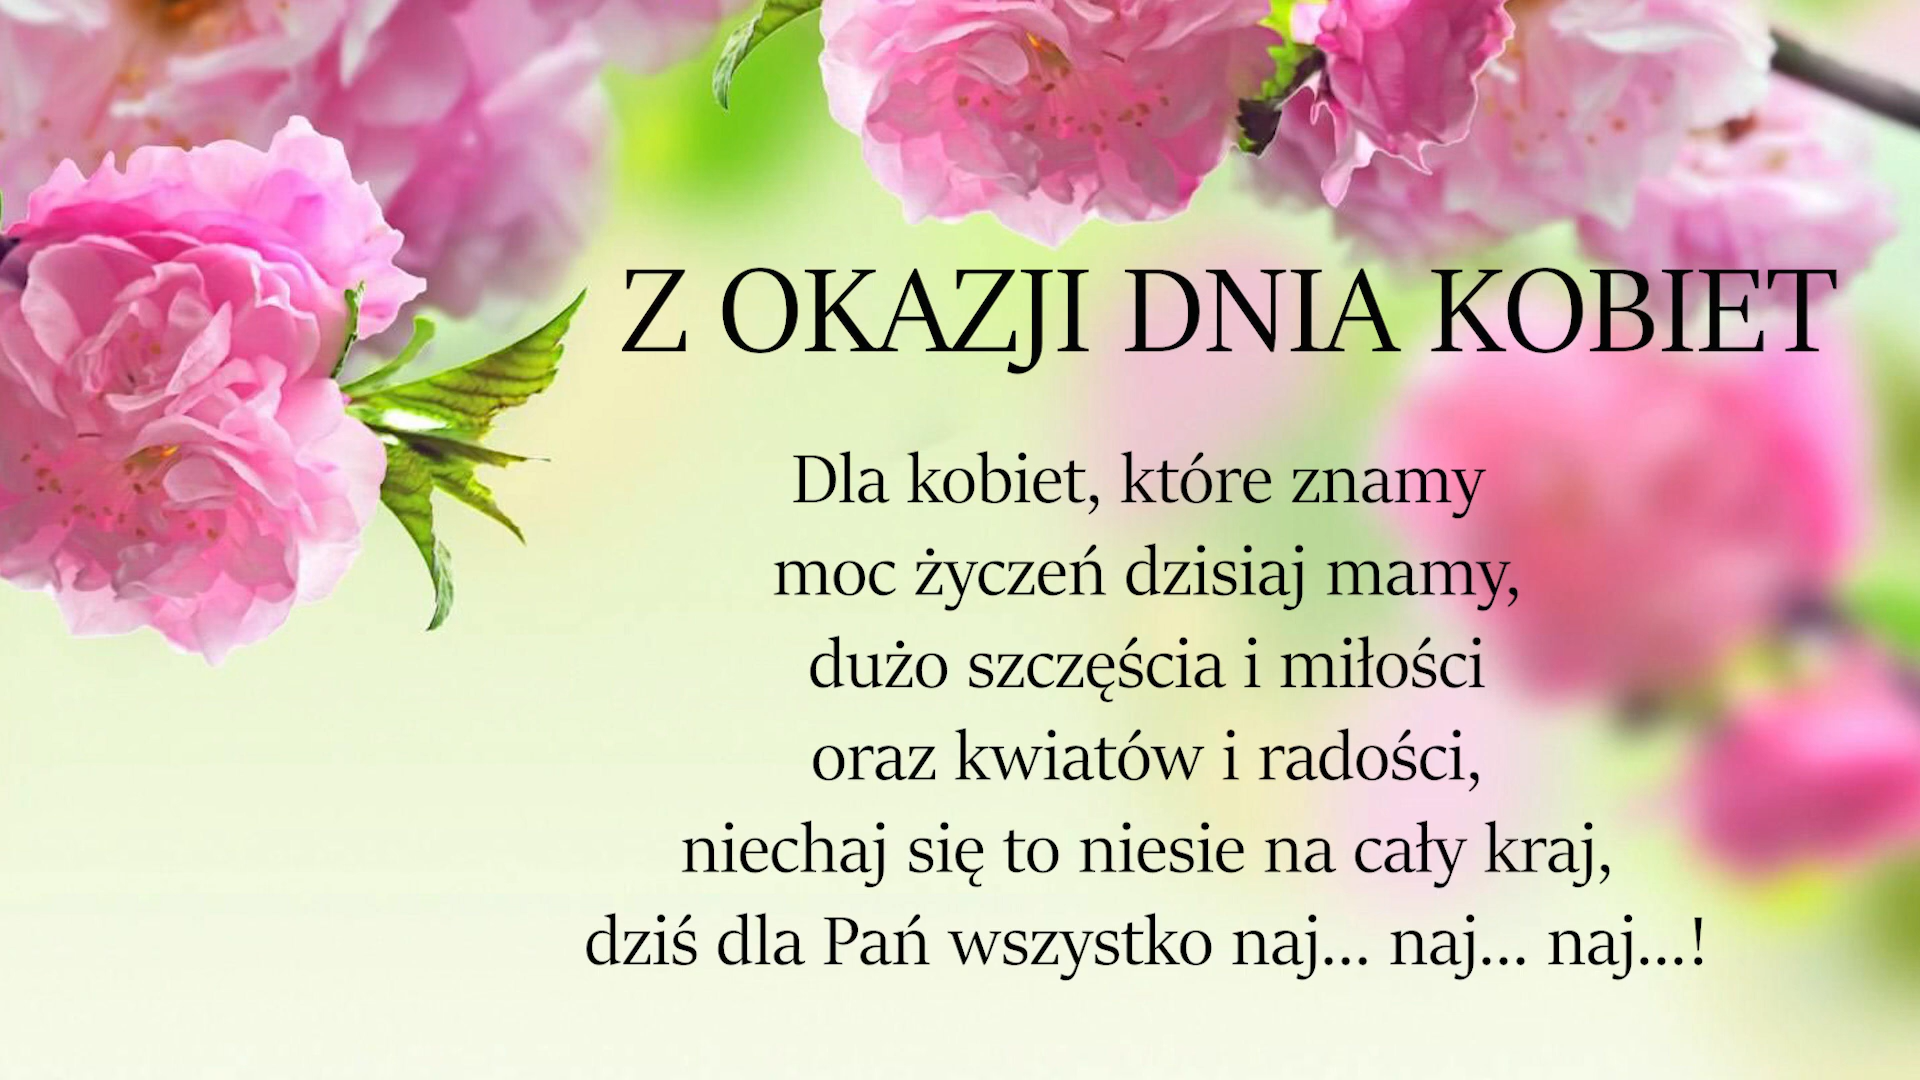 Z OKAZJI DNIA KOBIET
Dla kobiet, które znamy
moc życzeń dzisiaj mamy,
dużo szczęścia i miłości
oraz kwiatów i radości,
niechaj się to niesie na cały kraj,
dziś dla Pań wszystko naj... naj... naj...!